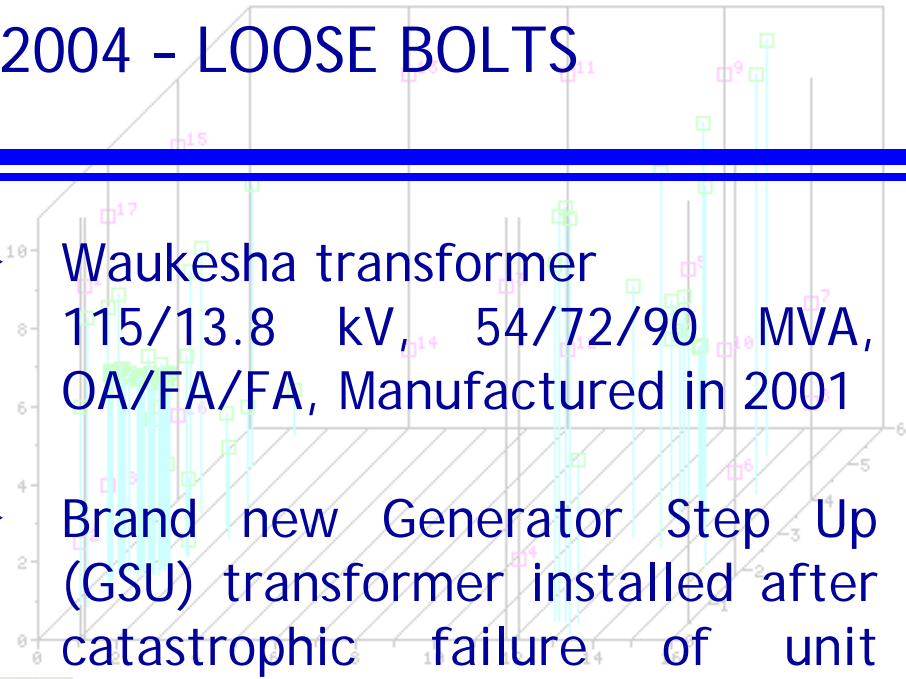 2004 – LOOSE BOLTS
Waukesha transformer
115/13.8 kV, 54/72/90 MVA,
OA/FA/FA, Manufactured in 2001
Brand new Generator Step Up
(GSU) transformer installed after
catastrophic failure of unit